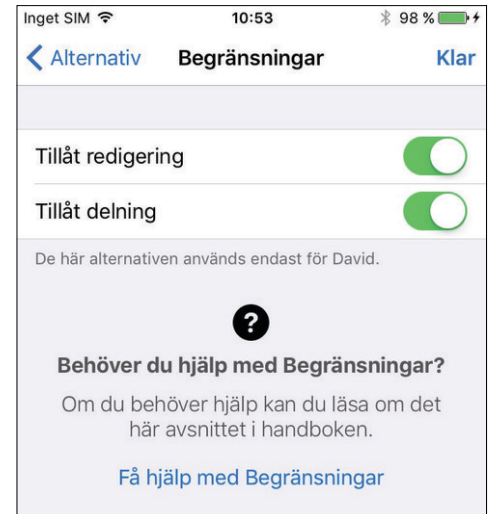 Inget SIM 10:53 98 %
Alternativ Begränsningar Klar
Tillåt redigering
Tillåt delning
De här alternativen används endast för David.
?
Behöver du hjälp med Begränsningar?
Om du behöver hjälp kan du läsa om det
här avsnittet i handboken.
Få hjälp med Begränsningar